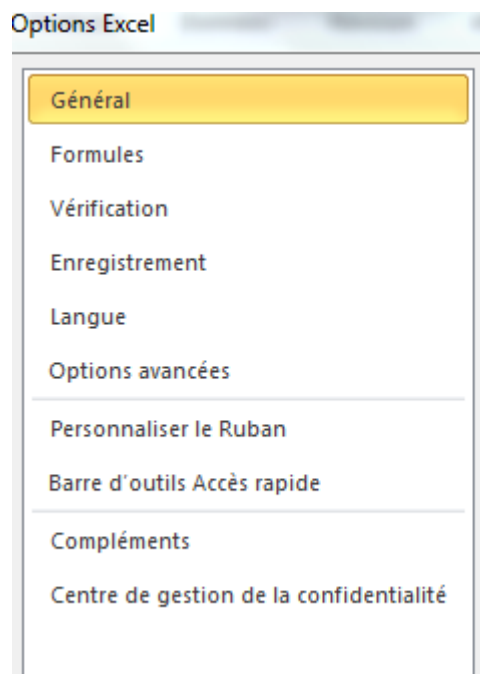 Options Excel
Général
Formules
Vérification
Enregistrement
Langue
Options avancées
Personnaliser le Ruban
Barre d'outils Accès rapide
Compléments
Centre de gestion de la confidentialité